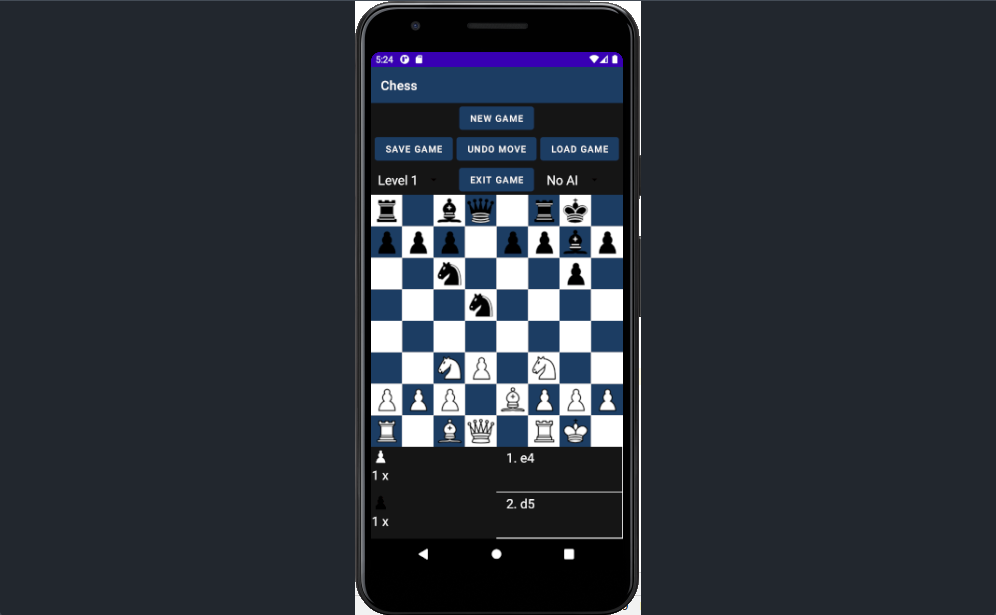 5:24
Chess
NEW GAME
SAVE GAME UNDO MOVE LOAD GAME
Level 1 EXIT GAME No AI
1. e4
1 x
2. d5
1 x